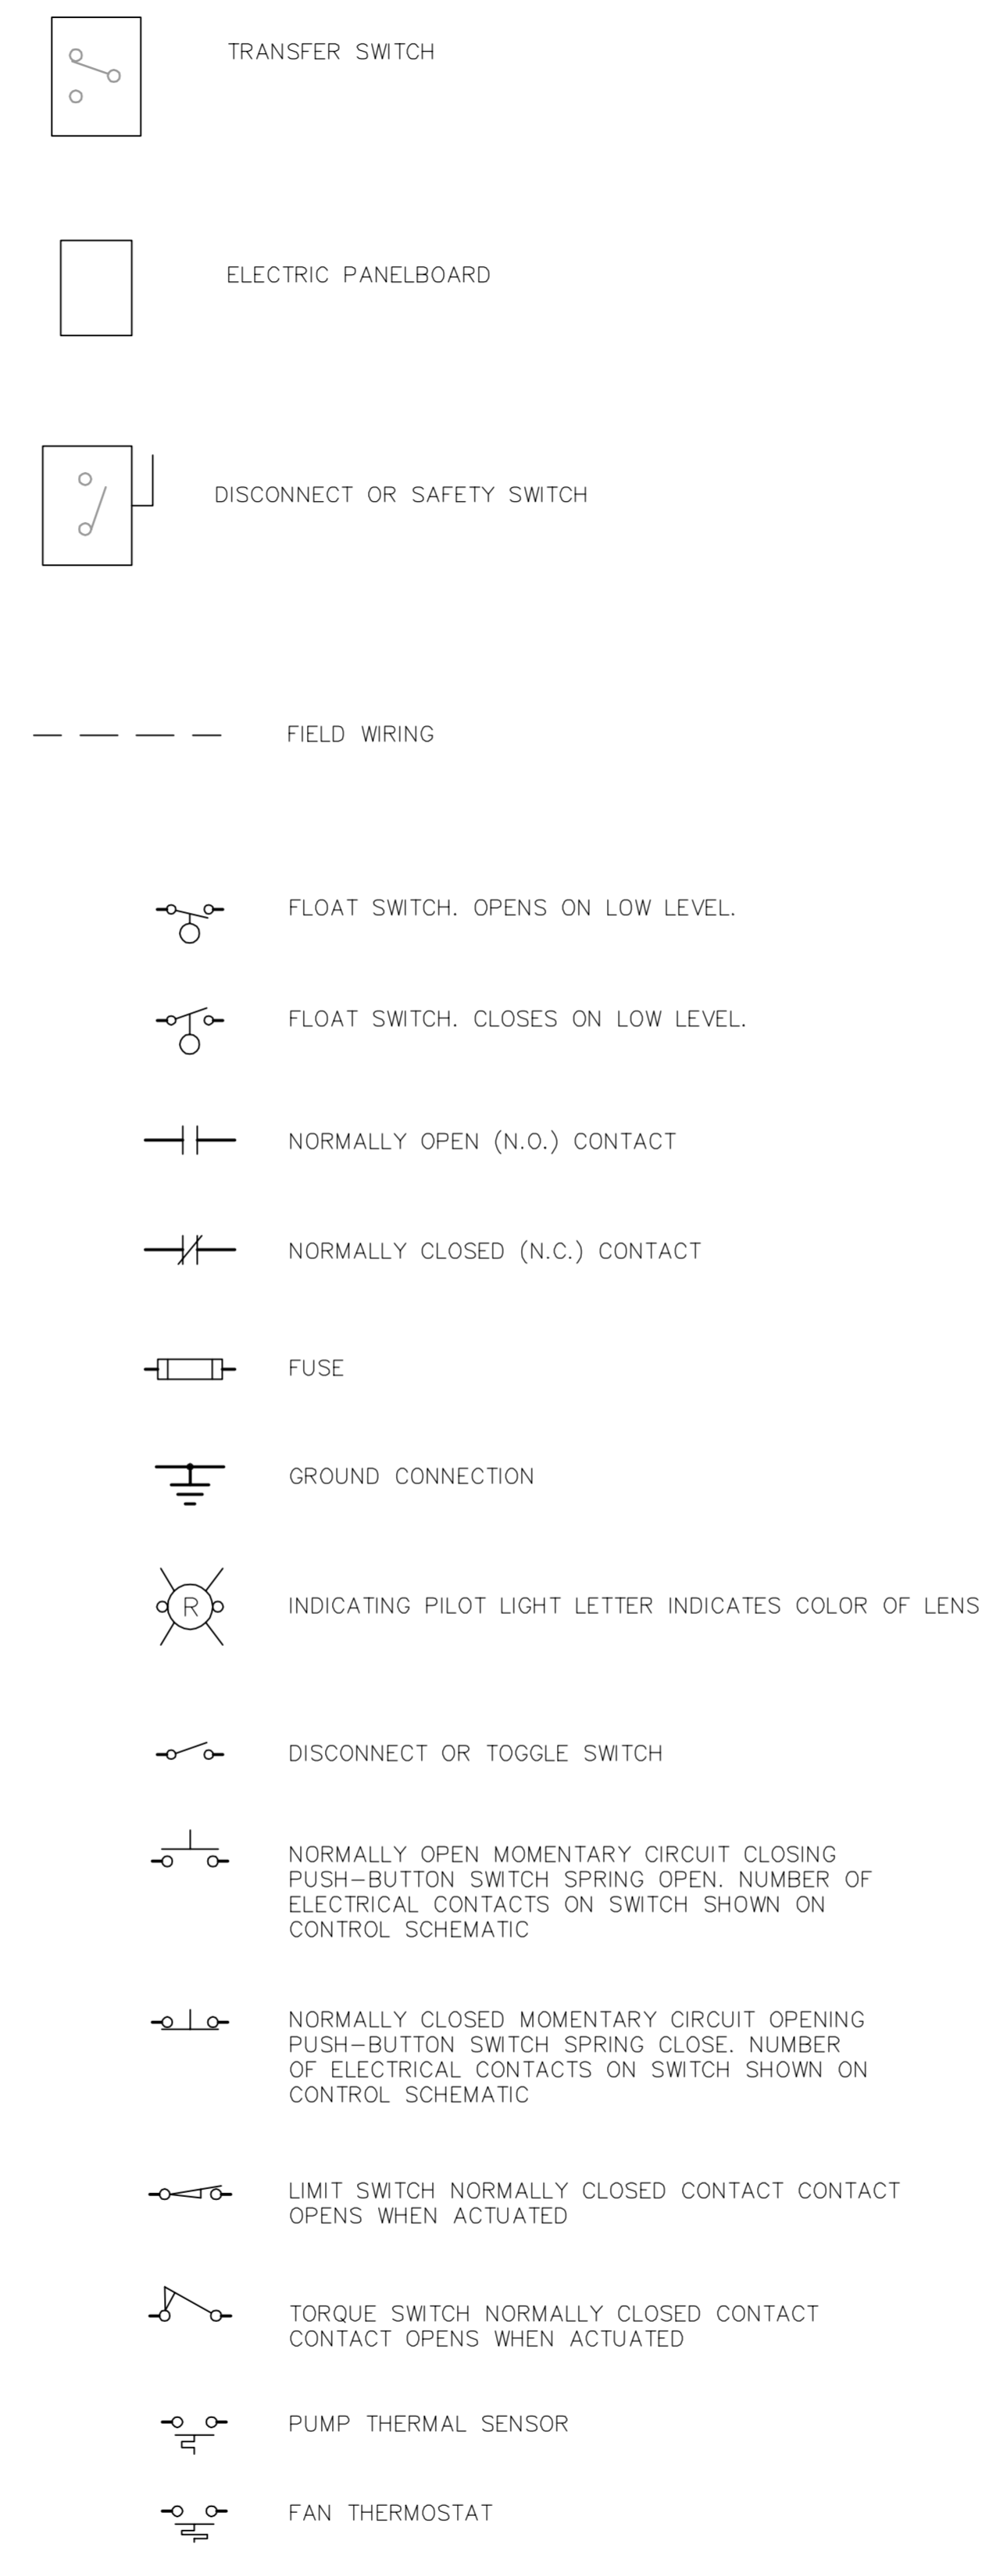 TRANSFER SWITCH
ELECTRIC PANELBOARD
DISCONNECT OR SAFETY SWITCH
FIELD WIRING
FLOAT SWITCH. OPENS ON LOW LEVEL.
FLOAT SWITCH. CLOSES ON LOW LEVEL.
NORMALLY OPEN (N.O.) CONTACT
NORMALLY CLOSED (N.C.) CONTACT
FUSE
GROUND CONNECTION
R INDICATING PILOT LIGHT LETTER INDICATES COLOR OF LENS
DISCONNECT OR TOGGLE SWITCH
NORMALLY OPEN MOMENTARY CIRCUIT CLOSING
PUSH-BUTTON SWITCH SPRING OPEN. NUMBER OF
ELECTRICAL CONTACTS ON SWITCH SHOWN ON
CONTROL SCHEMATIC
NORMALLY CLOSED MOMENTARY CIRCUIT OPENING
PUSH-BUTTON SWITCH SPRING CLOSE. NUMBER
OF ELECTRICAL CONTACTS ON SWITCH SHOWN ON
CONTROL SCHEMATIC
LIMIT SWITCH NORMALLY CLOSED CONTACT CONTACT
OPENS WHEN ACTUATED
TORQUE SWITCH NORMALLY CLOSED CONTACT
CONTACT OPENS WHEN ACTUATED
PUMP THERMAL SENSOR
FAN THERMOSTAT